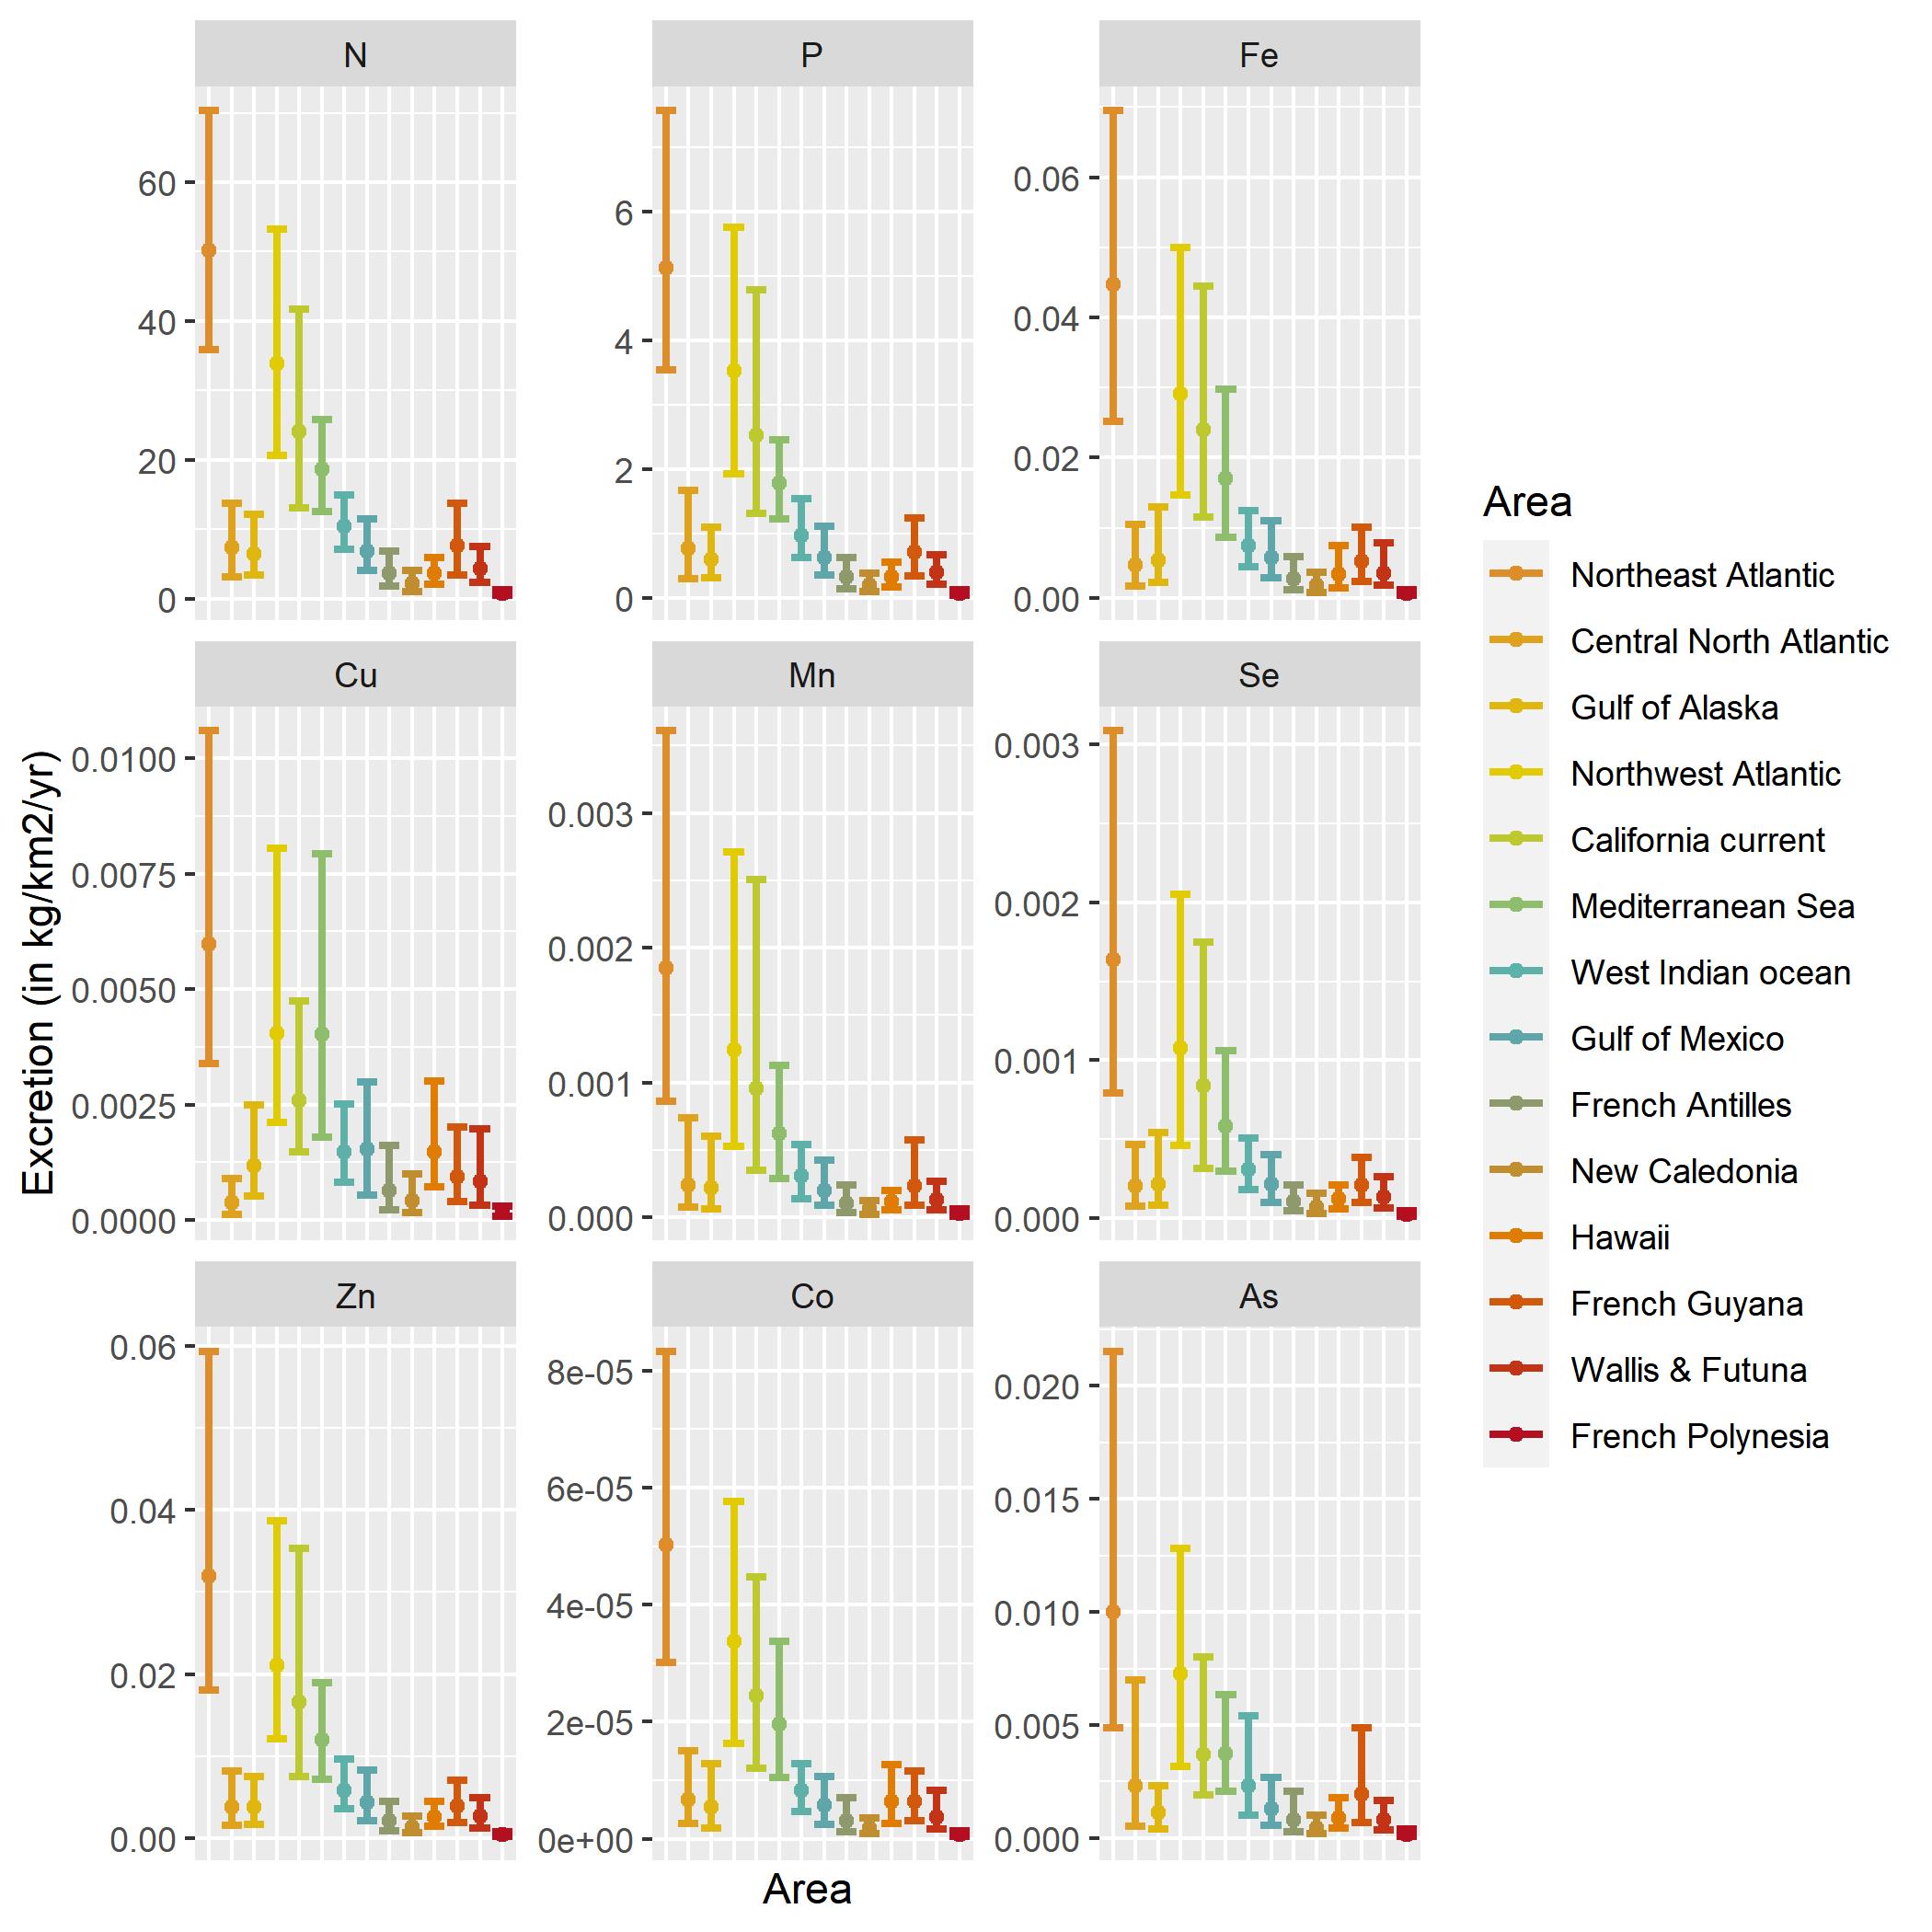 N
P
Fe
60
40
20
0
6
4
2
0
0.06
0.04
0.02
0.00
Cu
Mn
Se
0.0100
0.0075
0.0050
0.0025
0.0000
0.003
0.002
0.001
0.000
0.003
0.002
0.001
0.000
Zn
Co
As
0.06
0.04
0.02
0.00
8e-05
6e-05
4e-05
2e-05
0e+00
0.020
0.015
0.010
0.005
0.000
Excretion (in kg/km2/yr)
Area
Area
Northeast Atlantic
Central North Atlantic
Gulf of Alaska
Northwest Atlantic
California current
Mediterranean Sea
West Indian ocean
Gulf of Mexico
French Antilles
New Caledonia
Hawaii
French Guyana
Wallis & Futuna
French Polynesia